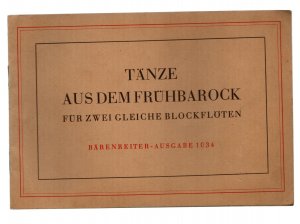 TÄNZE
AUS DEM FRÜHBAROCK
FÜR ZWEI GLEICHE BLOCKFLÖTEN
BÄRENREITER-AUSGABE 1034